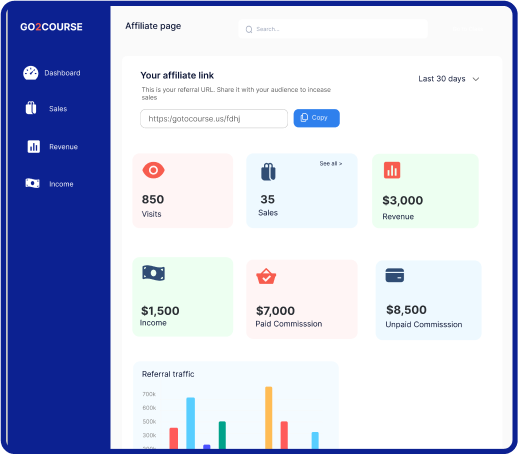 GO2COURSE
Affiliate page
Search...
Dashboard
Sales
Revenue
Income
Your affiliate link
Last 30 days
This is your referral URL. Share it with your audience to incease
sales
https:/gotocourse.us/fdhj
Copy
850
Visits
See all >
35
Sales
$3,000
Revenue
$1,500
Income
$7,000
Paid Commisssion
$8,500
Unpaid Commisssion
Referral traffic
700k
600k
500k
300k